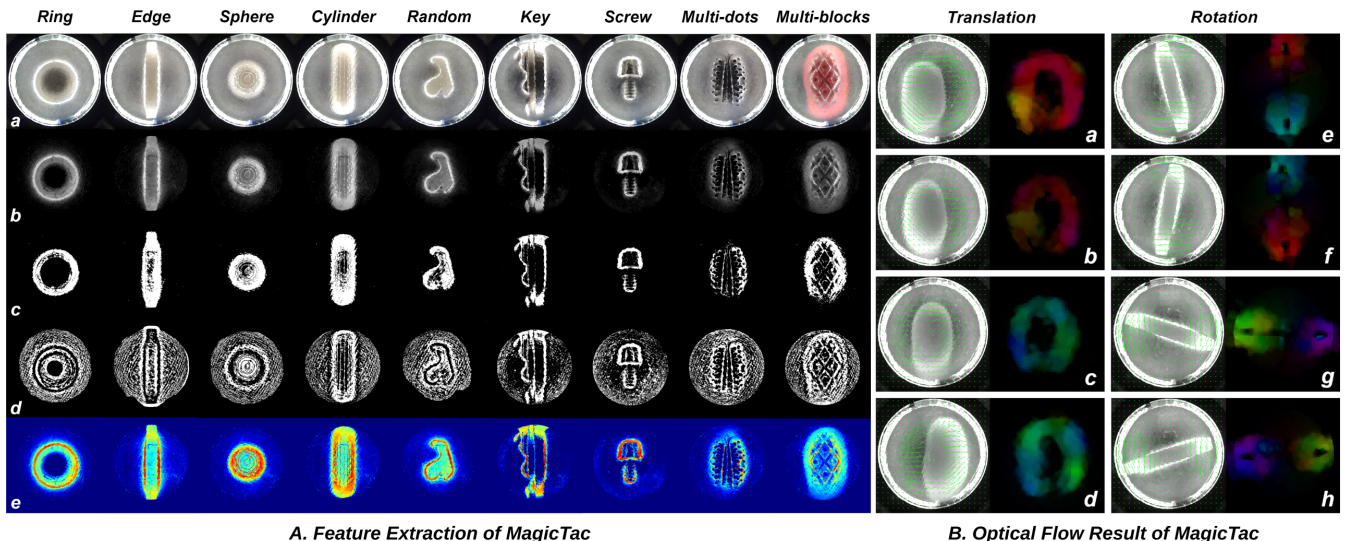 Ring Edge Sphere Cylinder Random Key Screw Multi-dots Multi-blocks Translation Rotation
a
b
c
d
e
a
b
c
d
e
f
g
h
A. Feature Extraction of MagicTac
B. Optical Flow Result of MagicTac